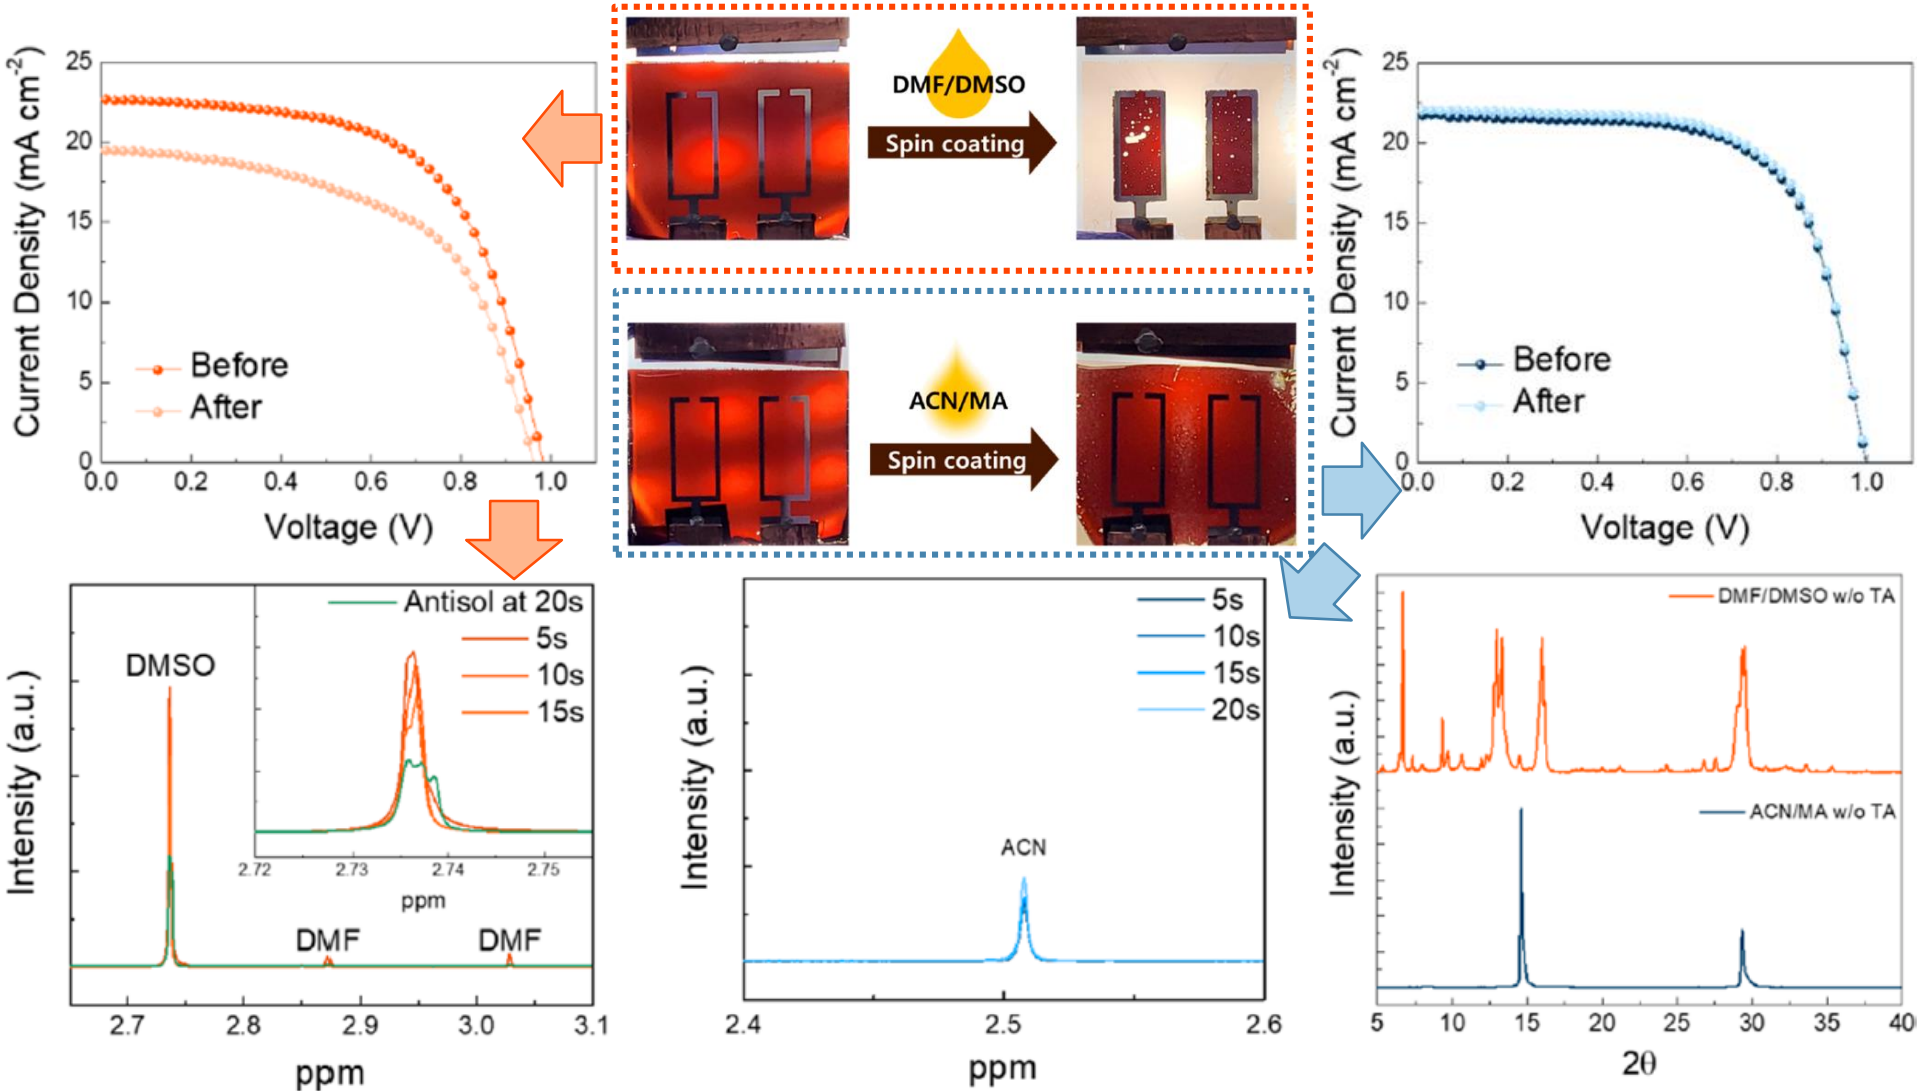 Current Density (mA cm⁻²)
25
20
15
10
5
0
Before
After
0.0 0.2 0.4 0.6 0.8 1.0
Voltage (V)
DMF/DMSO
Spin coating
ACN/MA
Spin coating
Current Density (mA cm⁻²)
25
20
15
10
5
0
Before
After
0.0 0.2 0.4 0.6 0.8 1.0
Voltage (V)
Intensity (a.u.)
DMSO
DMF
DMF
Antisol at 20s
5s
10s
15s
2.72 2.73 2.74 2.75
ppm
2.7 2.8 2.9 3.0 3.1
ppm
Intensity (a.u.)
5s
10s
15s
20s
ACN
2.4 2.5 2.6
ppm
Intensity (a.u.)
DMF/DMSO w/o TA
ACN/MA w/o TA
5 10 15 20 25 30 35 40
2θ